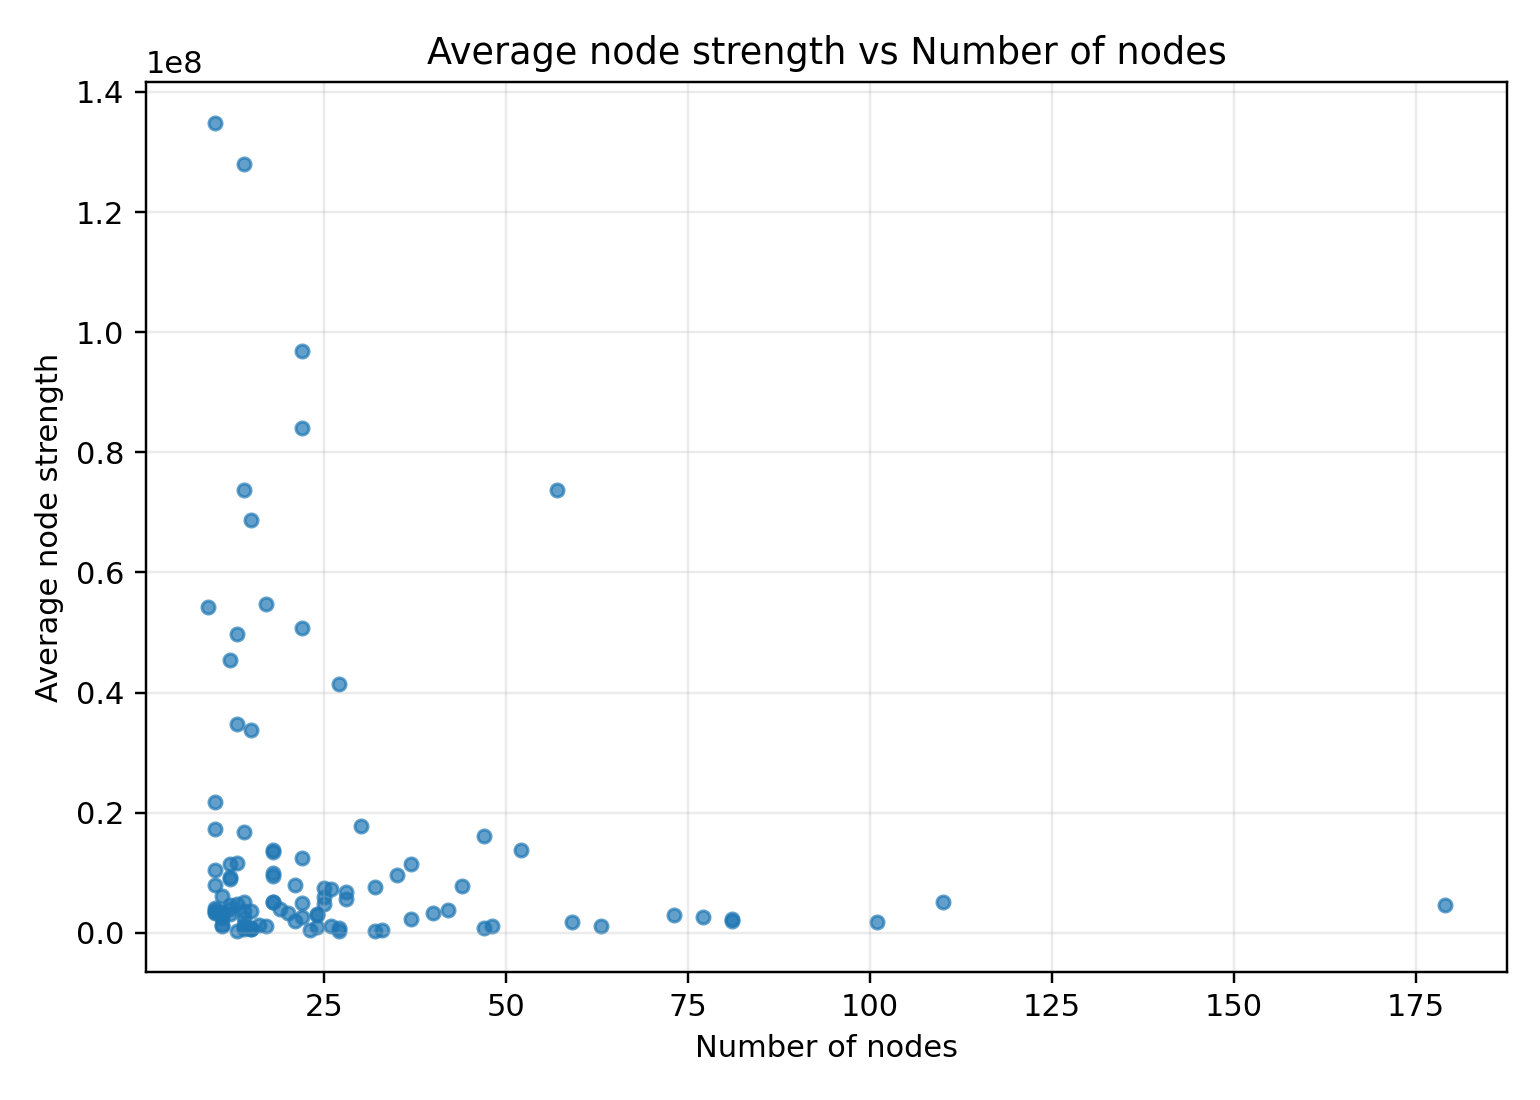 Average node strength vs Number of nodes
1e8
1.4
1.2
1.0
0.8
0.6
0.4
0.2
0.0
Average node strength
25 50 75 100 125 150 175
Number of nodes